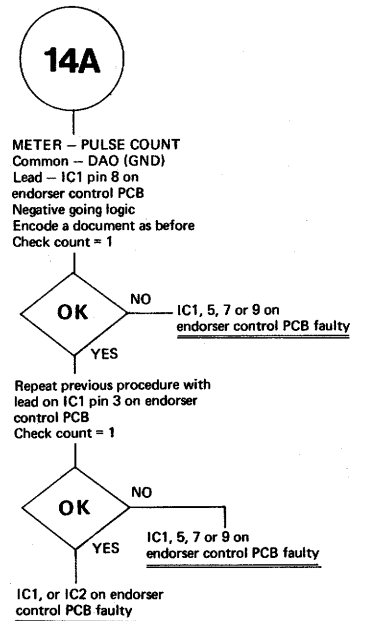 14A
METER – PULSE COUNT
Common – DAO (GND)
Lead – IC1 pin 8 on
endorser control PCB
Negative going logic
Encode a document as before
Check count = 1
OK
NO
IC1, 5, 7 or 9 on
endorser control PCB faulty
YES
Repeat previous procedure with
lead on IC1 pin 3 on endorser
control PCB
Check count = 1
OK
NO
IC1, 5, 7 or 9 on
endorser control PCB faulty
YES
IC1, or IC2 on endorser
control PCB faulty